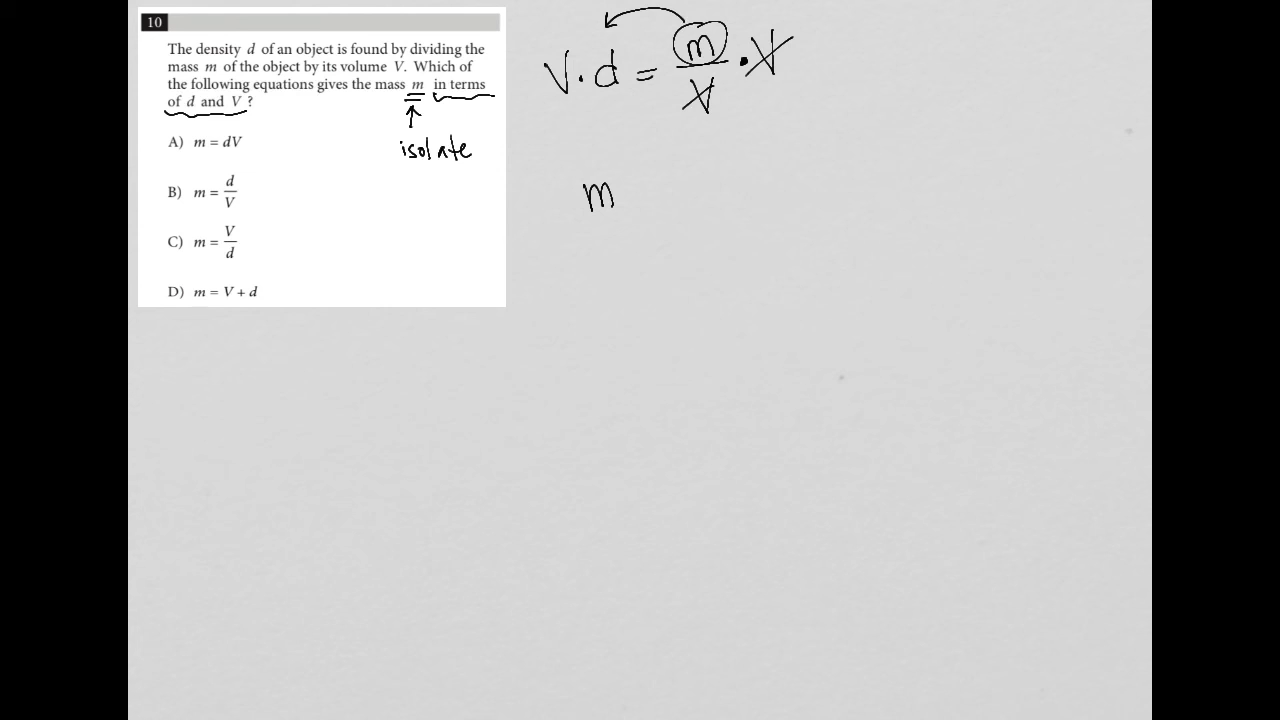 10
The density d of an object is found by dividing the
mass m of the object by its volume V. Which of
the following equations gives the mass m in terms
of d and V ?
A) m = dV
B) m = d/V
C) m = V/d
D) m = V + d
isolate
V · d = m/V · V
m